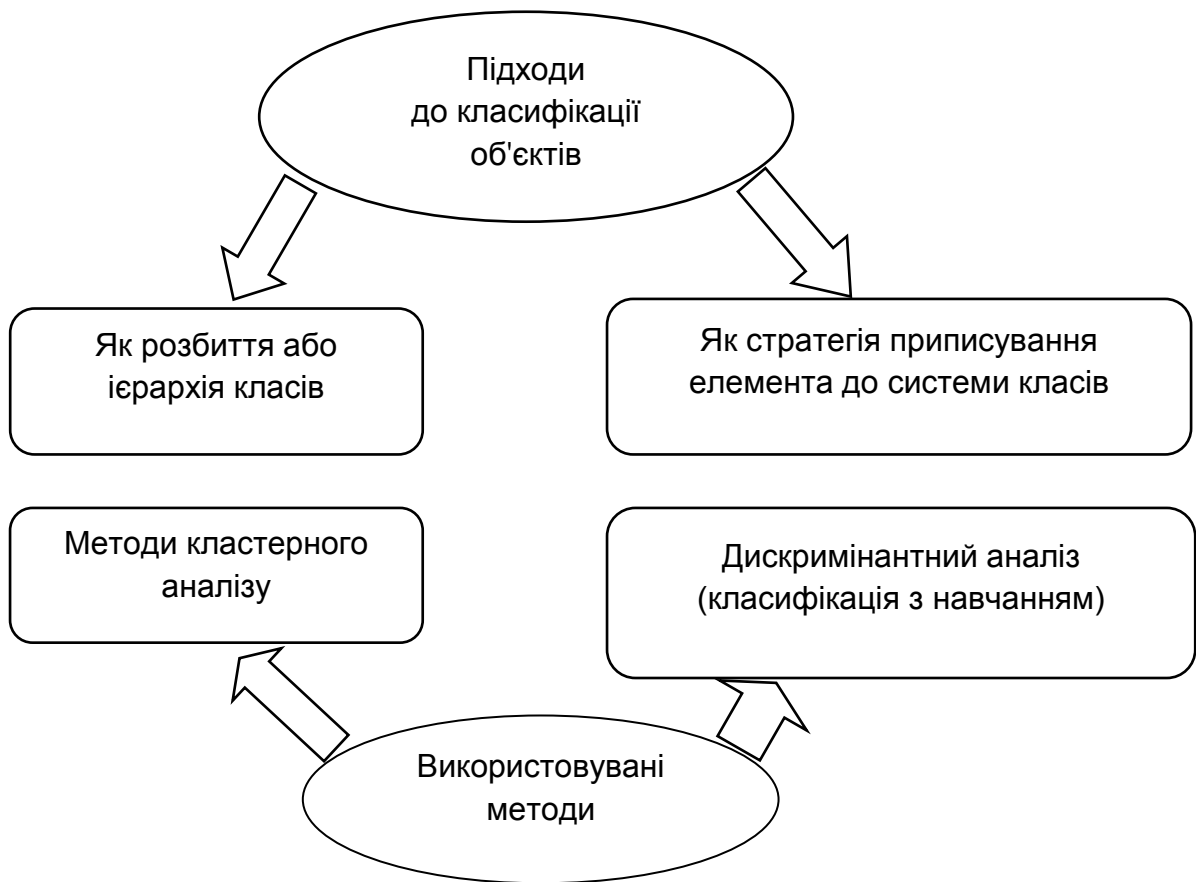 Підходи
до класифікації
об'єктів
Як розбиття або
ієрархія класів
Як стратегія приписування
елемента до системи класів
Методи кластерного
аналізу
Дискримінантний аналіз
(класифікація з навчанням)
Використовувані
методи